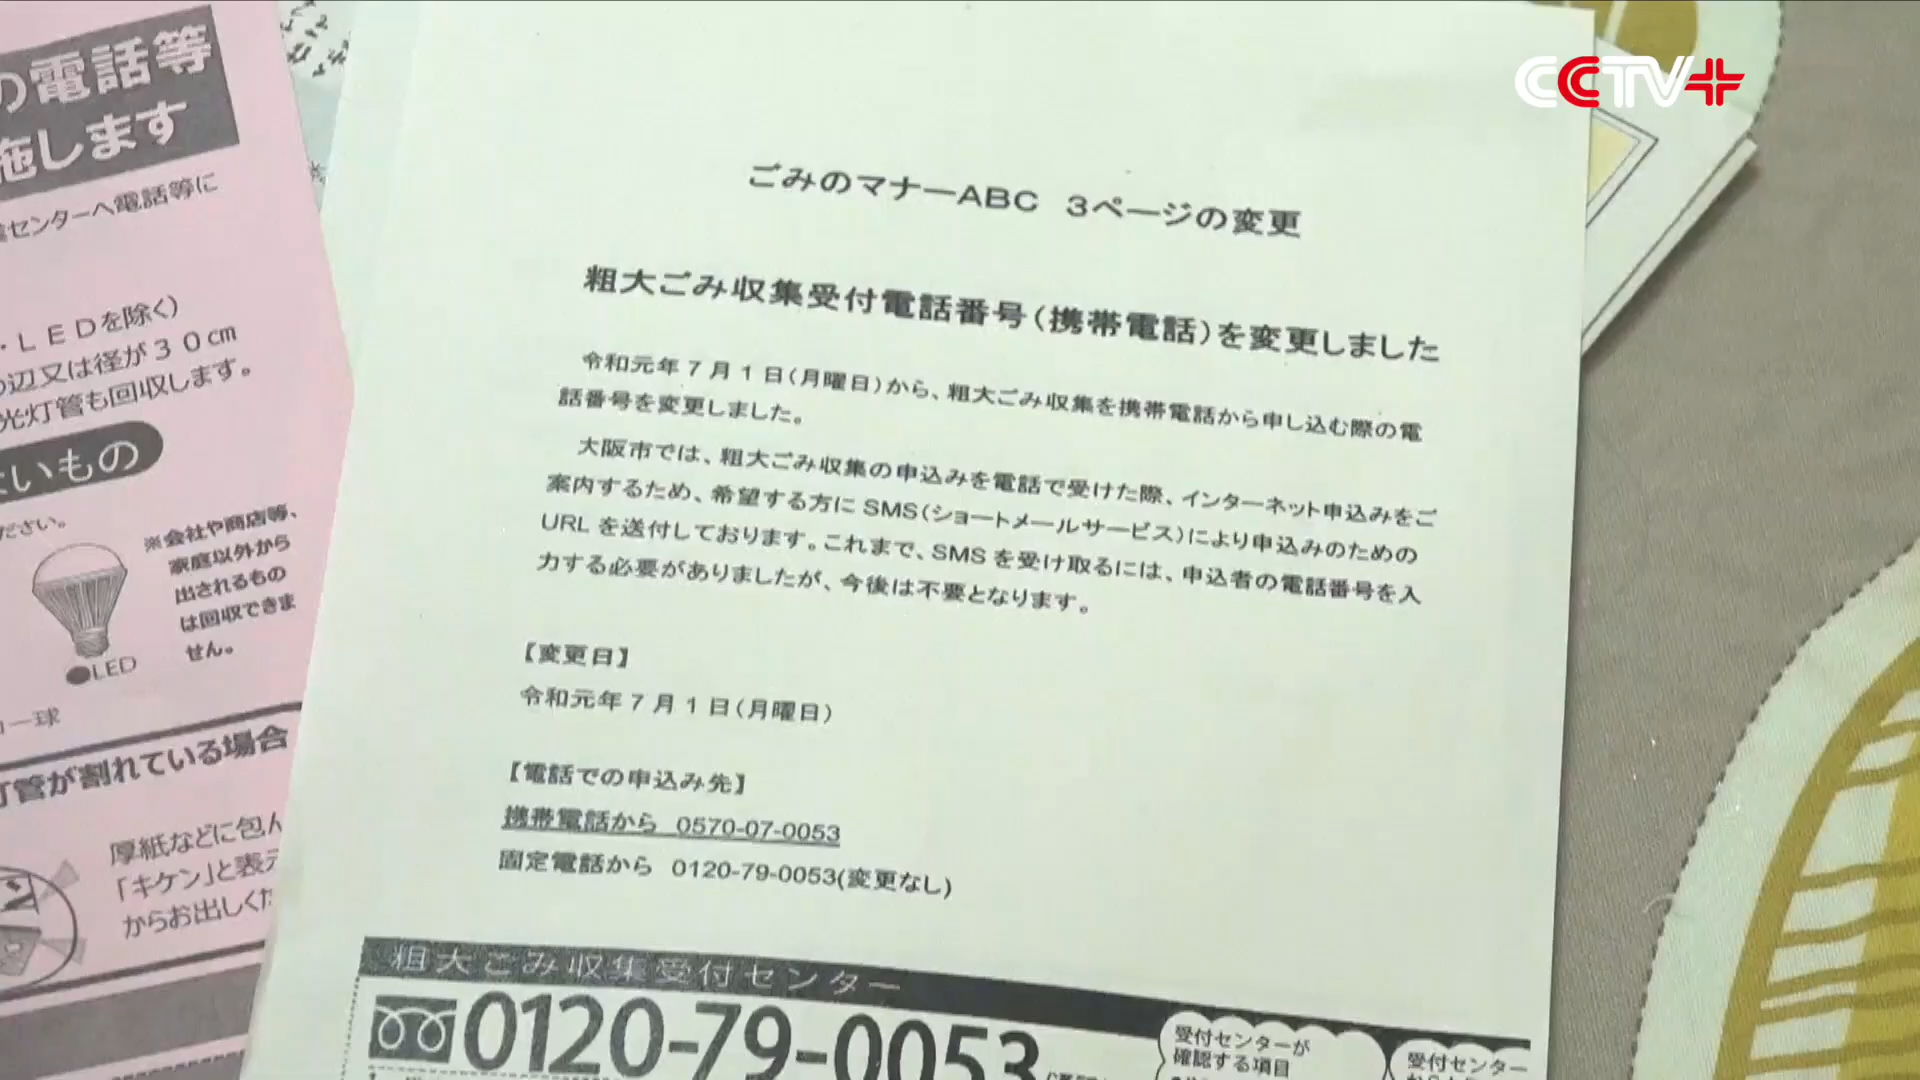 CCTV+
の電話等
施します
センターへ電話等に
・LEDを除く)
辺又は径が30cm
光灯管も回収します。
いもの
ださい。
※会社や商店等、
家庭以外から
出されるもの
は回収できま
せん。
●LED
一球
管が割れている場合
厚紙などに包ん
「キケン」と表
からお出しくだ
ごみのマナーABC 3ページの変更
粗大ごみ収集受付電話番号(携帯電話)を変更しました
令和元年7月1日(月曜日)から、粗大ごみ収集を携帯電話から申し込む際の電
話番号を変更しました。
大阪市では、粗大ごみ収集の申込みを電話で受けた際、インターネット申込みをご
案内するため、希望する方にSMS(ショートメールサービス)により申込みのための
URLを送付しております。これまで、SMSを受け取るには、申込者の電話番号を入
力する必要がありましたが、今後は不要となります。
【変更日】
令和元年7月1日(月曜日)
【電話での申込み先】
携帯電話から 0570-07-0053
固定電話から 0120-79-0053(変更なし)
粗大ごみ収集受付センター
0120-79-0053
受付センターが
確認する項目
受付センター